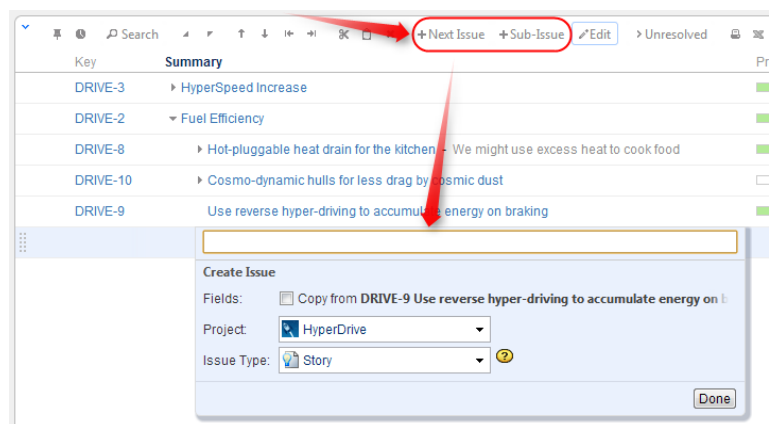 Search +Next Issue +Sub-Issue Edit >Unresolved
Key Summary Pr
DRIVE-3 HyperSpeed Increase
DRIVE-2 Fuel Efficiency
DRIVE-8 Hot-pluggable heat drain for the kitchen - We might use excess heat to cook food
DRIVE-10 Cosmo-dynamic hulls for less drag by cosmic dust
DRIVE-9 Use reverse hyper-driving to accumulate energy on braking
Create Issue
Fields: Copy from DRIVE-9 Use reverse hyper-driving to accumulate energy on b
Project: HyperDrive
Issue Type: Story ?
Done